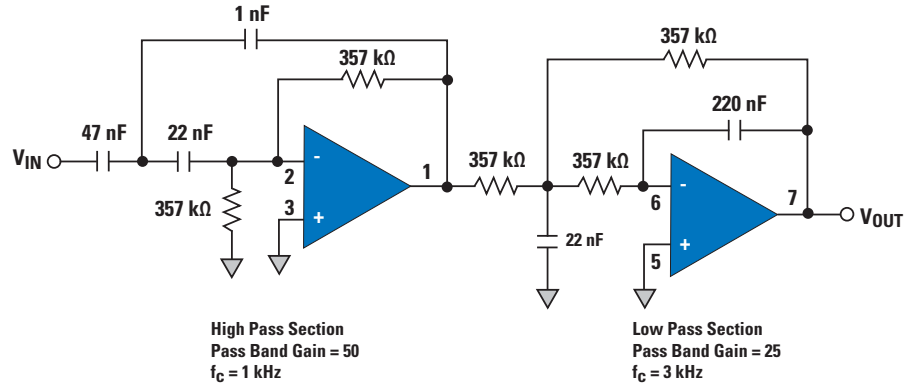 1 nF
357 kΩ
357 kΩ
220 nF
47 nF
22 nF
VIN
-
2
1
357 kΩ
357 kΩ
-
6
7
VOUT
357 kΩ
3
+
22 nF
+
5
High Pass Section
Pass Band Gain = 50
fc = 1 kHz
Low Pass Section
Pass Band Gain = 25
fc = 3 kHz